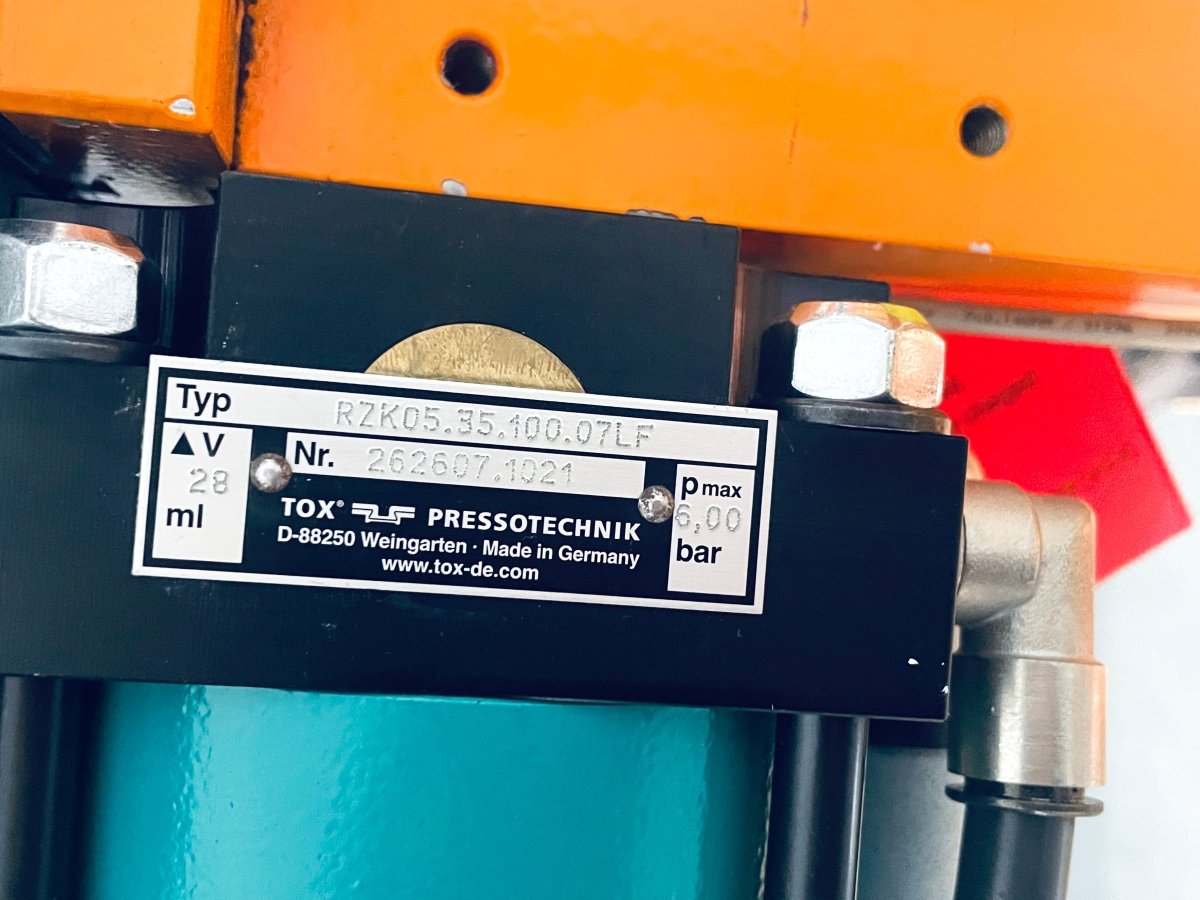 Typ RZK05.35.100.07LF
▲V 28 ml
Nr. 262607.1021
pmax 6,00 bar
TOX® PRESSOTECHNIK
D-88250 Weingarten · Made in Germany
www.tox-de.com